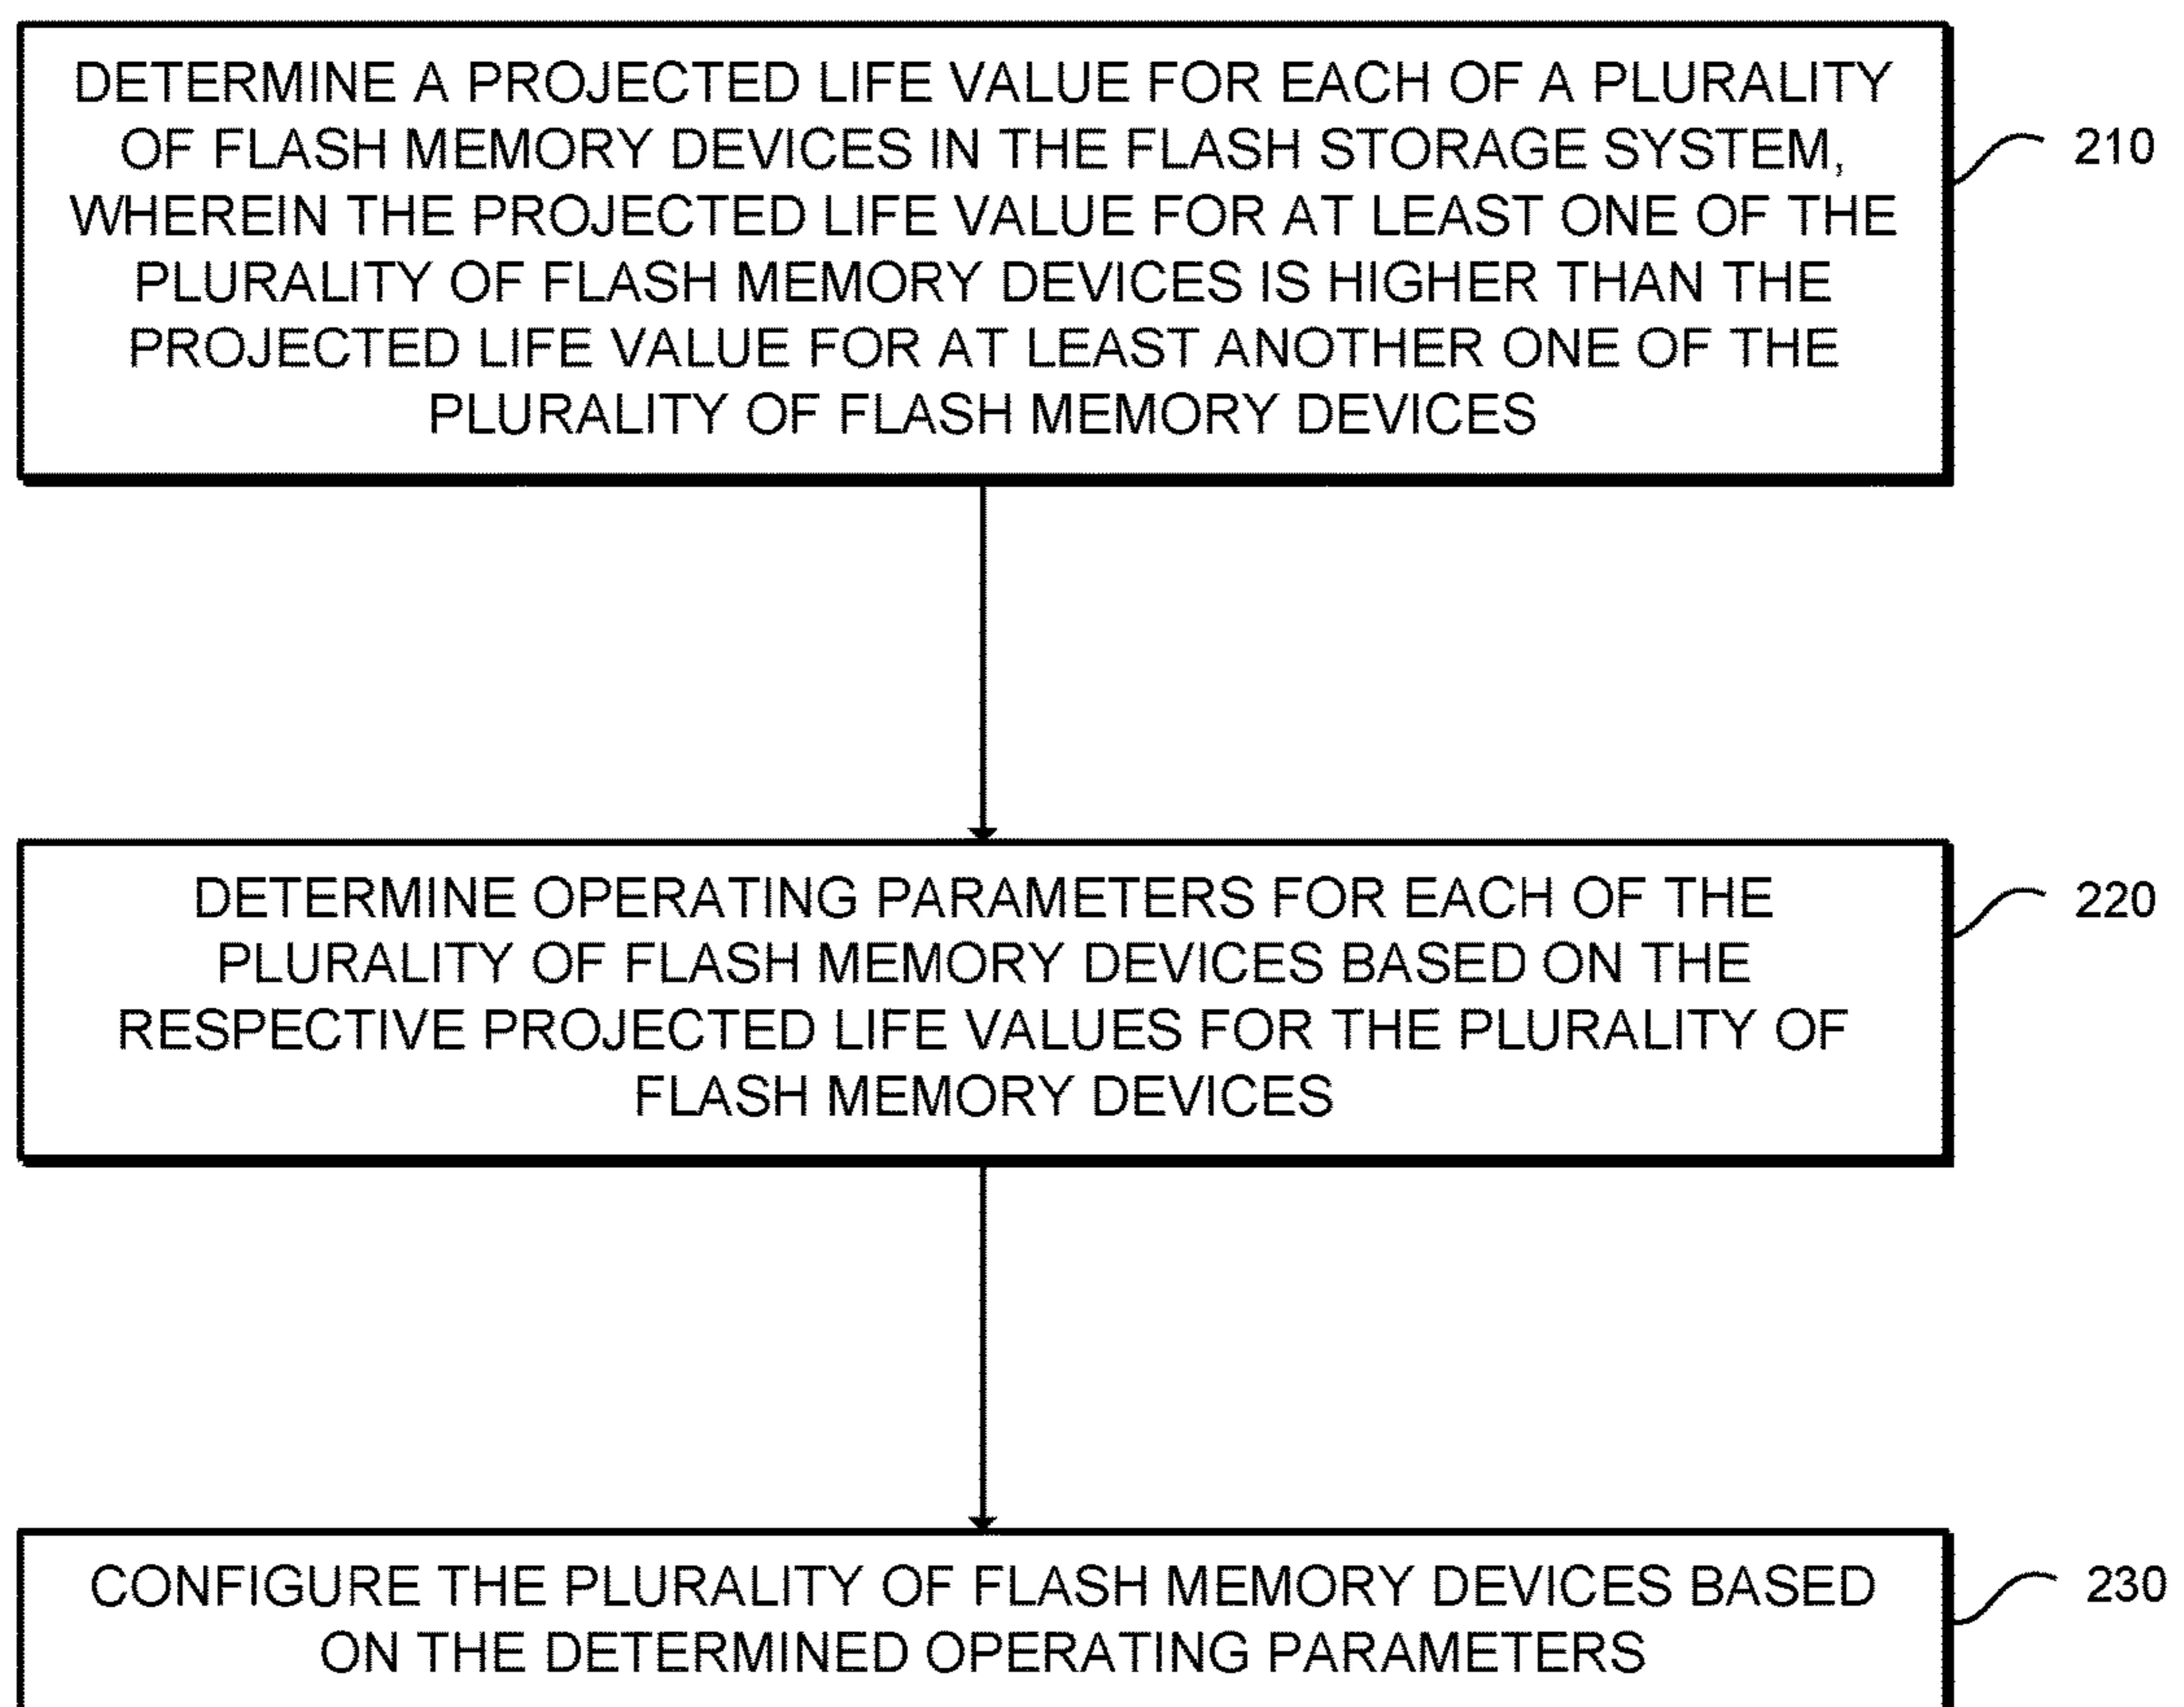 DETERMINE A PROJECTED LIFE VALUE FOR EACH OF A PLURALITY
OF FLASH MEMORY DEVICES IN THE FLASH STORAGE SYSTEM,
WHEREIN THE PROJECTED LIFE VALUE FOR AT LEAST ONE OF THE
PLURALITY OF FLASH MEMORY DEVICES IS HIGHER THAN THE
PROJECTED LIFE VALUE FOR AT LEAST ANOTHER ONE OF THE
PLURALITY OF FLASH MEMORY DEVICES
210
DETERMINE OPERATING PARAMETERS FOR EACH OF THE
PLURALITY OF FLASH MEMORY DEVICES BASED ON THE
RESPECTIVE PROJECTED LIFE VALUES FOR THE PLURALITY OF
FLASH MEMORY DEVICES
220
CONFIGURE THE PLURALITY OF FLASH MEMORY DEVICES BASED
ON THE DETERMINED OPERATING PARAMETERS
230